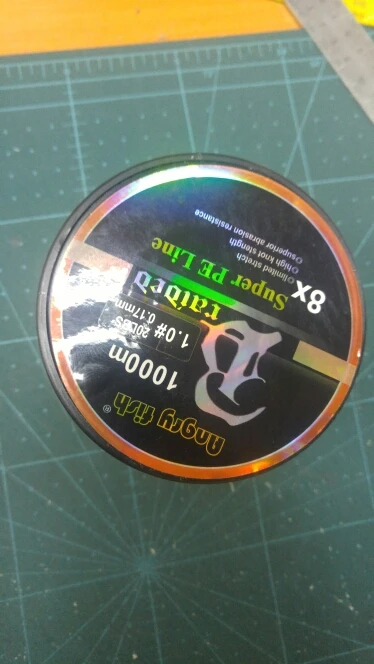 Angry fish®
1000m
1.0# 0.17mm
20LBS
Braided
8X Super PE Line
limited stretch
high knot strength
superior abrasion resistance